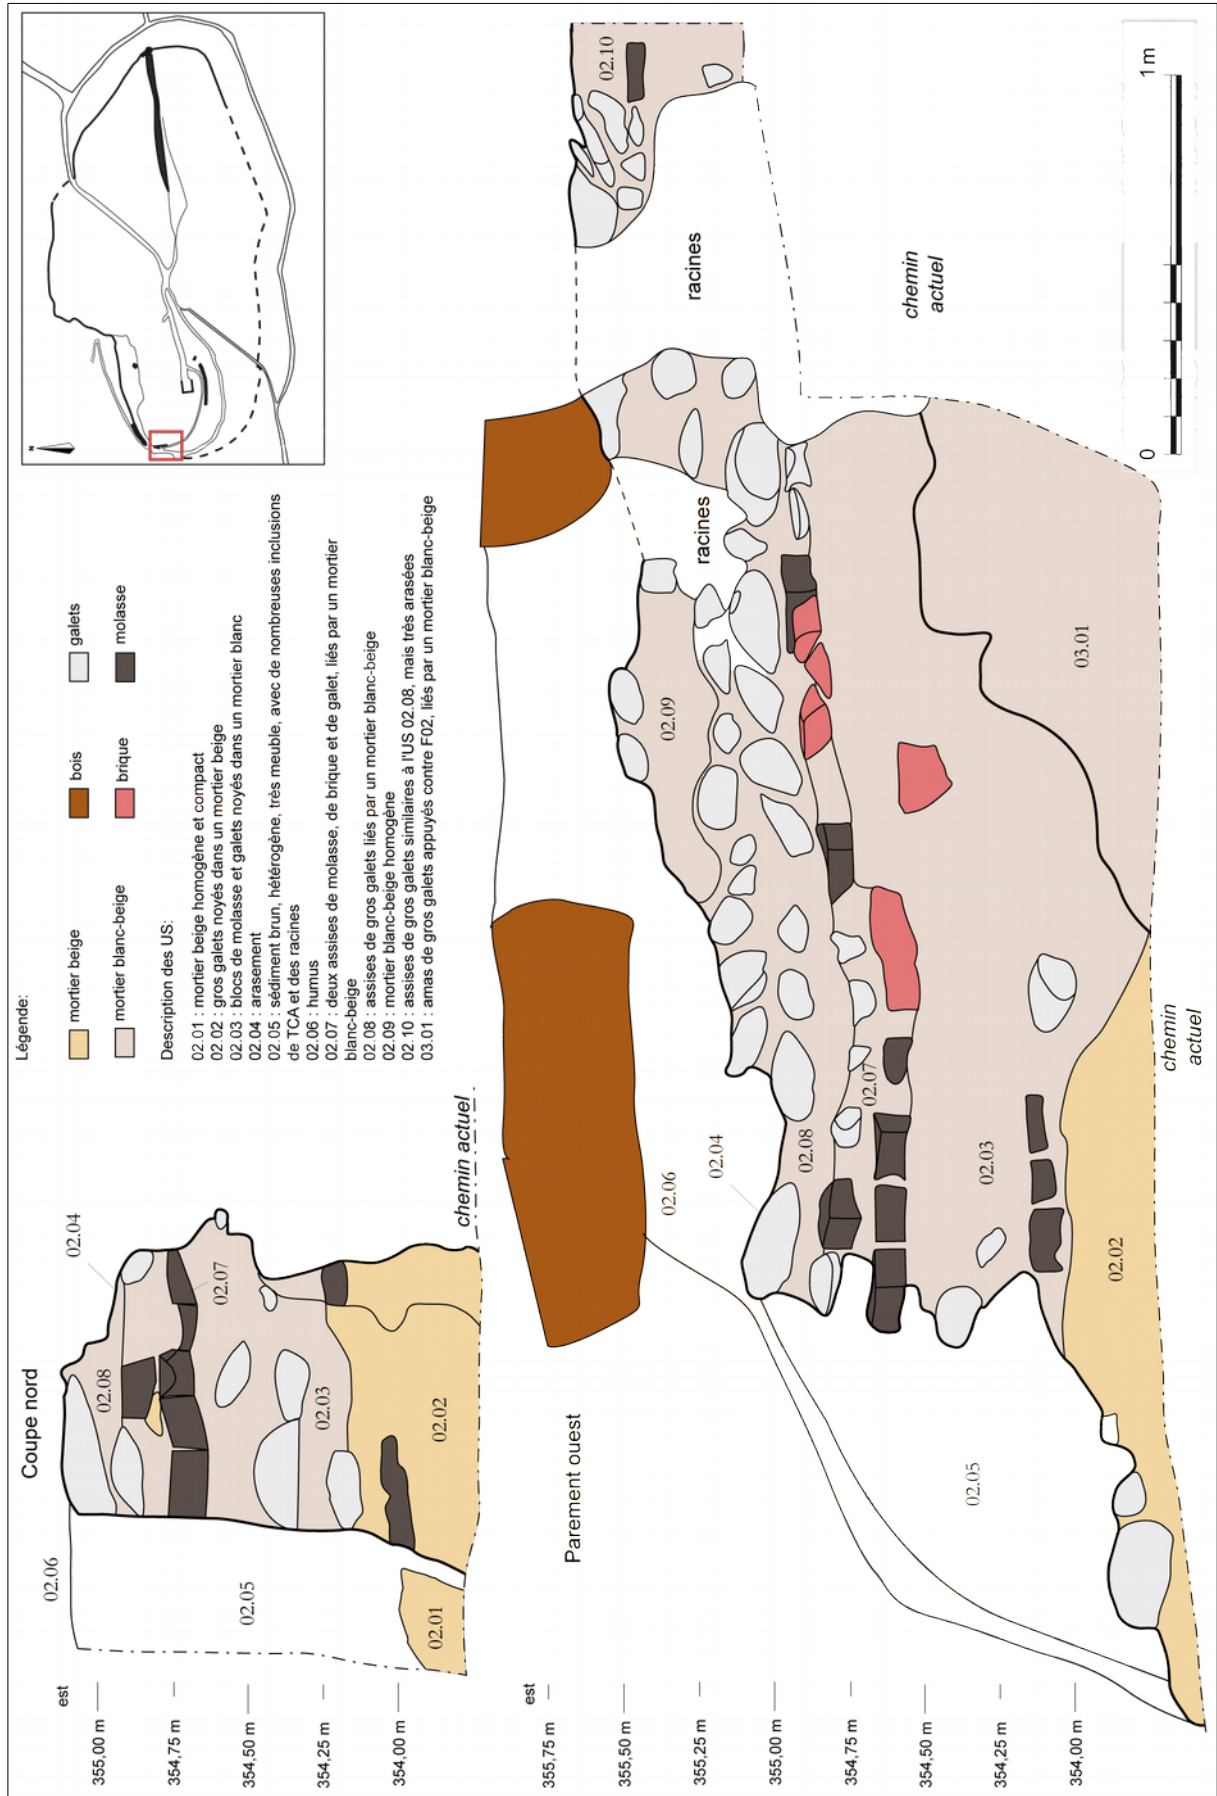 Coupe nord
est
355,00 m
354,75 m
354,50 m
354,25 m
354,00 m
02.06
02.04
02.08
02.07
02.05
02.03
02.02
02.01
chemin actuel
Légende:
mortier beige
bois
galets
mortier blanc-beige
brique
molasse
Description des US:
02.01 : mortier beige homogène et compact
02.02 : gros galets noyés dans un mortier beige
02.03 : blocs de molasse et galets noyés dans un mortier blanc
02.04 : arasement
02.05 : sédiment brun, hétérogène, très meuble, avec de nombreuses inclusions
de TCA et des racines
02.06 : humus
02.07 : deux assises de molasse, de brique et de galet, liés par un mortier
blanc-beige
02.08 : assises de gros galets liés par un mortier blanc-beige
02.09 : mortier blanc-beige homogène
02.10 : assises de gros galets similaires à l'US 02.08, mais très arasées
03.01 : amas de gros galets appuyés contre F02, liés par un mortier blanc-beige
N
Parement ouest
est
355,75 m
355,50 m
355,25 m
355,00 m
354,75 m
354,50 m
354,00 m
02.10
racines
racines
02.09
02.06
02.04
02.08
02.07
02.03
03.01
02.05
02.02
chemin
actuel
chemin
actuel
0
1 m